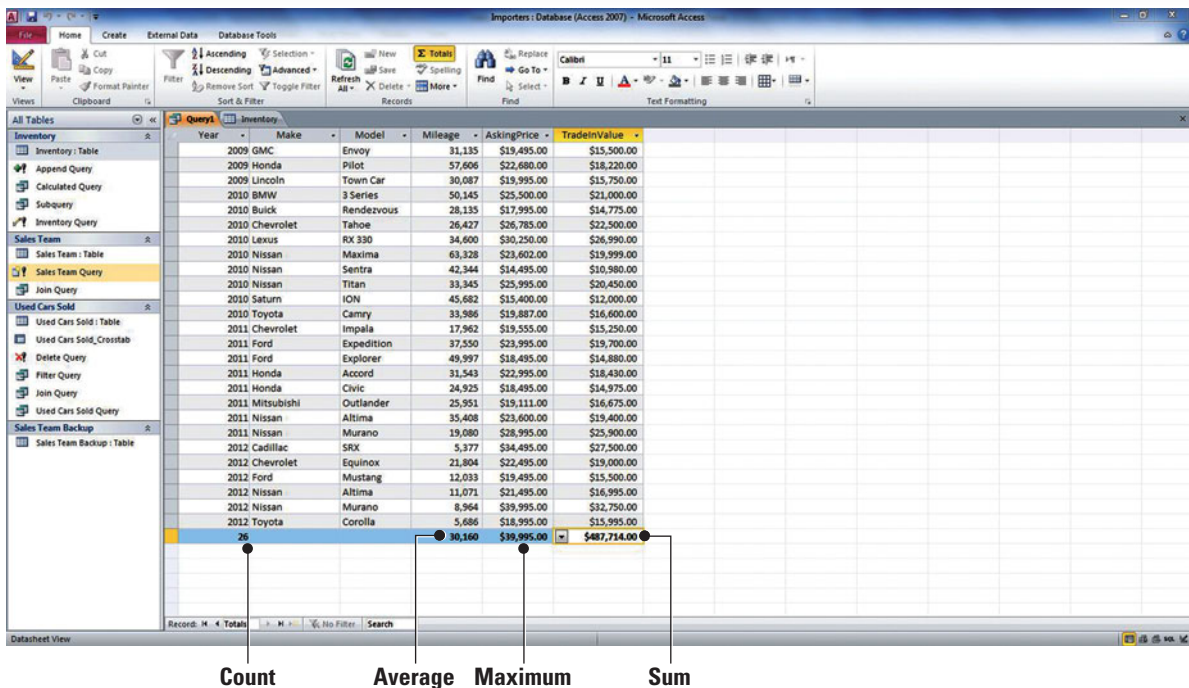 Importers : Database (Access 2007) - Microsoft Access
File Home Create External Data Database Tools
View
Views
Paste
Cut
Copy
Format Painter
Clipboard
Filter
Ascending
Descending
Remove Sort
Selection
Advanced
Toggle Filter
Sort & Filter
Refresh All
New
Save
Delete
Totals
Spelling
More
Records
Find
Replace
Go To
Select
Find
Calibri 11
B I U A
Text Formatting
All Tables
Inventory
Inventory : Table
Append Query
Calculated Query
Subquery
Inventory Query
Sales Team
Sales Team : Table
Sales Team Query
Join Query
Used Cars Sold
Used Cars Sold : Table
Used Cars Sold_Crosstab
Delete Query
Filter Query
Join Query
Used Cars Sold Query
Sales Team Backup
Sales Team Backup : Table
Query1 Inventory
Year Make Model Mileage AskingPrice TradeInValue
2009 GMC Envoy 31,135 $19,495.00 $15,500.00
2009 Honda Pilot 57,606 $22,680.00 $18,220.00
2009 Lincoln Town Car 30,087 $19,995.00 $15,750.00
2010 BMW 3 Series 50,145 $25,500.00 $21,000.00
2010 Buick Rendezvous 28,135 $17,995.00 $14,775.00
2010 Chevrolet Tahoe 26,427 $26,785.00 $22,500.00
2010 Lexus RX 330 34,600 $30,250.00 $26,990.00
2010 Nissan Maxima 63,328 $23,602.00 $19,999.00
2010 Nissan Sentra 42,344 $14,495.00 $10,980.00
2010 Nissan Titan 33,345 $25,995.00 $20,450.00
2010 Saturn ION 45,682 $15,400.00 $12,000.00
2010 Toyota Camry 33,986 $19,887.00 $16,600.00
2011 Chevrolet Impala 17,962 $19,555.00 $15,250.00
2011 Ford Expedition 37,550 $23,995.00 $19,700.00
2011 Ford Explorer 49,997 $18,495.00 $14,880.00
2011 Honda Accord 31,543 $22,995.00 $18,430.00
2011 Honda Civic 24,925 $18,495.00 $14,975.00
2011 Mitsubishi Outlander 25,951 $19,111.00 $16,675.00
2011 Nissan Altima 35,408 $23,600.00 $19,400.00
2011 Nissan Murano 19,080 $28,995.00 $25,900.00
2012 Cadillac SRX 5,377 $34,495.00 $27,500.00
2012 Chevrolet Equinox 21,804 $22,495.00 $19,000.00
2012 Ford Mustang 12,033 $19,495.00 $15,500.00
2012 Nissan Altima 11,071 $21,495.00 $16,995.00
2012 Nissan Murano 8,964 $39,995.00 $32,750.00
2012 Toyota Corolla 5,686 $18,995.00 $15,995.00
26 30,160 $39,995.00 $487,714.00
Record: Totals No Filter Search
Datasheet View
SQL
Count Average Maximum Sum